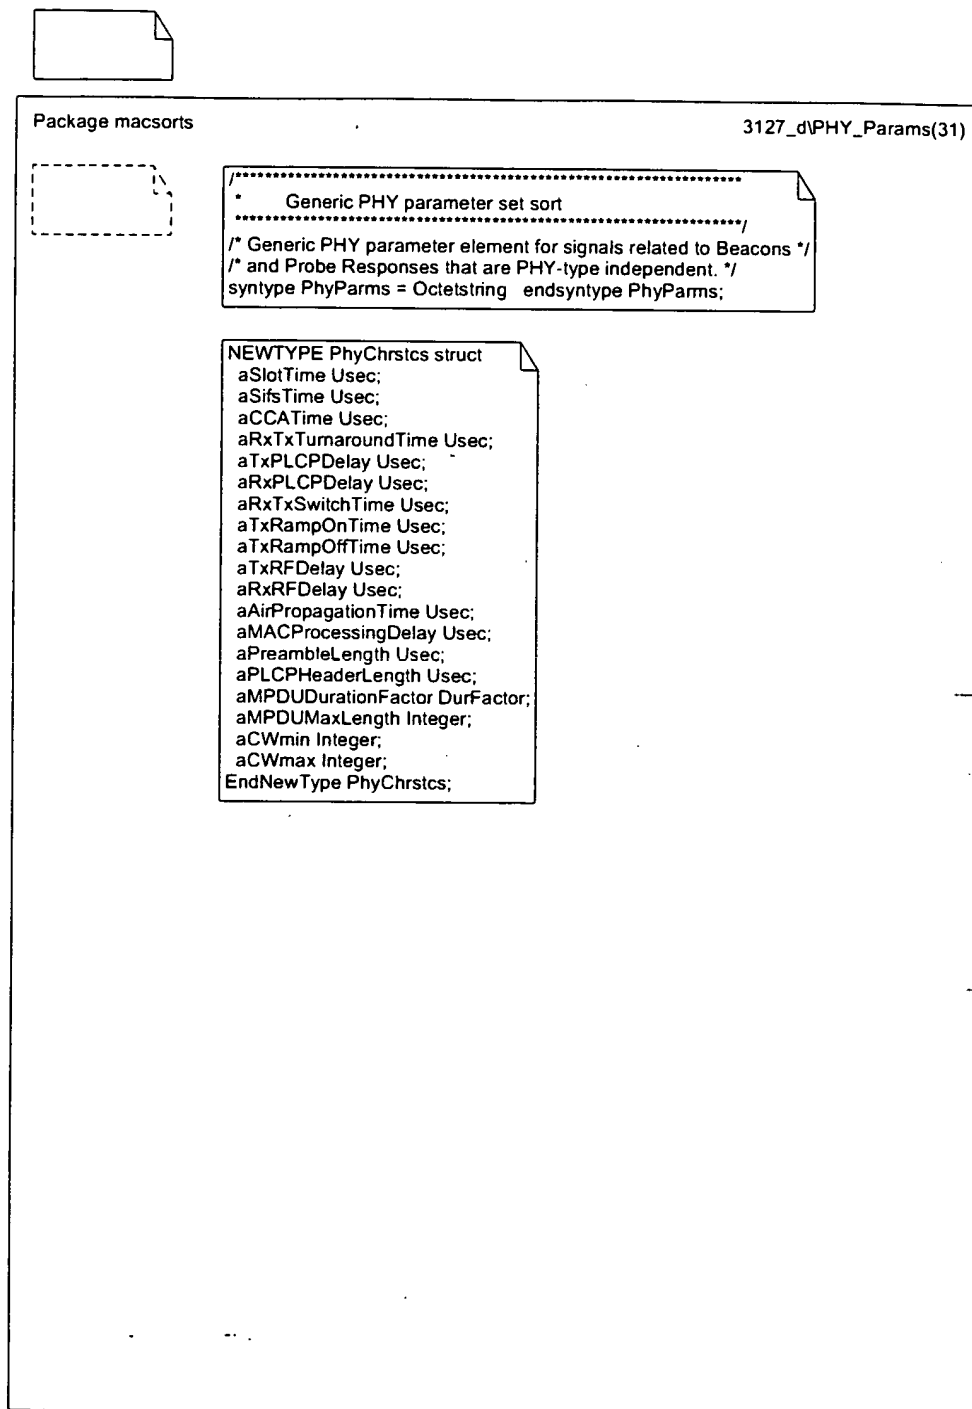 Package macsorts
3127_d\PHY_Params(31)
/*******************************************************************
* Generic PHY parameter set sort
*******************************************************************/
/* Generic PHY parameter element for signals related to Beacons */
/* and Probe Responses that are PHY-type independent. */
syntype PhyParms = Octetstring endsyntype PhyParms;
NEWTYPE PhyChrstcs struct
aSlotTime Usec;
aSifsTime Usec;
aCCATime Usec;
aRxTxTurnaroundTime Usec;
aTxPLCPDelay Usec;
aRxPLCPDelay Usec;
aRxTxSwitchTime Usec;
aTxRampOnTime Usec;
aTxRampOffTime Usec;
aTxRFDelay Usec;
aRxRFDelay Usec;
aAirPropagationTime Usec;
aMACProcessingDelay Usec;
aPreambleLength Usec;
aPLCPHeaderLength Usec;
aMPDUDurationFactor DurFactor;
aMPDUMaxLength Integer;
aCWmin Integer;
aCWmax Integer;
EndNewType PhyChrstcs;